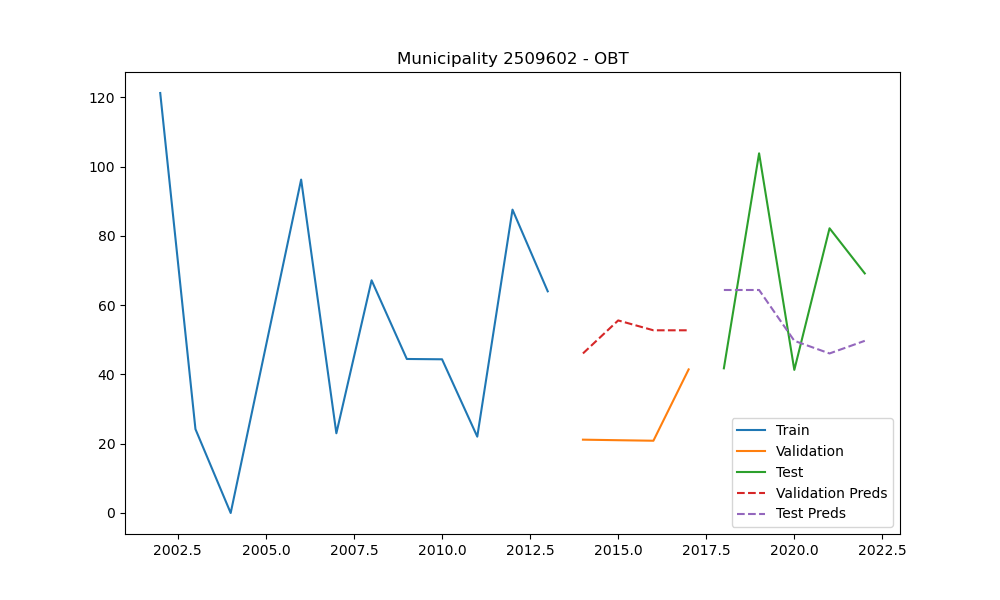 Municipality 2509602 - OBT
120
100
80
60
40
20
0
2002.5 2005.0 2007.5 2010.0 2012.5 2015.0 2017.5 2020.0 2022.5
Train
Validation
Test
Validation Preds
Test Preds